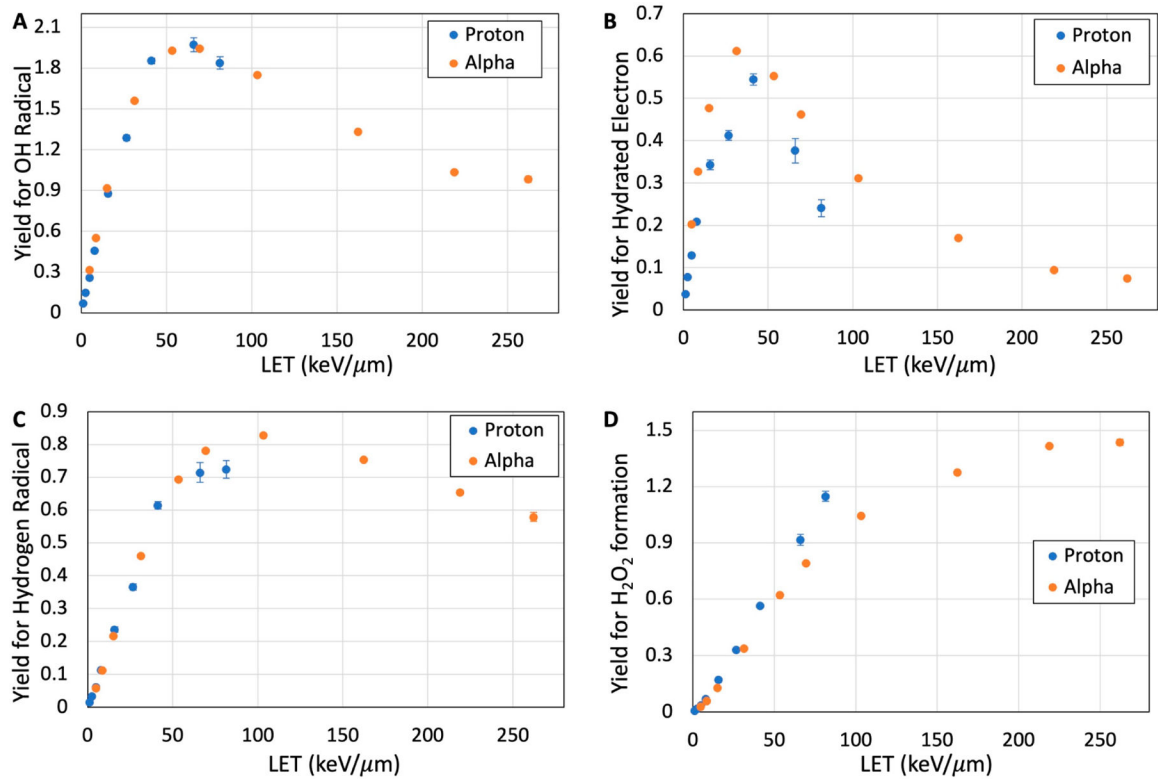 A
Yield for OH Radical
2.1
1.8
1.5
1.2
0.9
0.6
0.3
0
Proton
Alpha
0 50 100 150 200 250
LET (keV/μm)
B
Yield for Hydrated Electron
0.7
0.6
0.5
0.4
0.3
0.2
0.1
0
Proton
Alpha
0 50 100 150 200 250
LET (keV/μm)
C
Yield for Hydrogen Radical
0.9
0.8
0.7
0.6
0.5
0.4
0.3
0.2
0.1
0
Proton
Alpha
0 50 100 150 200 250
LET (keV/μm)
D
Yield for H₂O₂ formation
1.5
1.2
0.9
0.6
0.3
0
Proton
Alpha
0 50 100 150 200 250
LET (keV/μm)